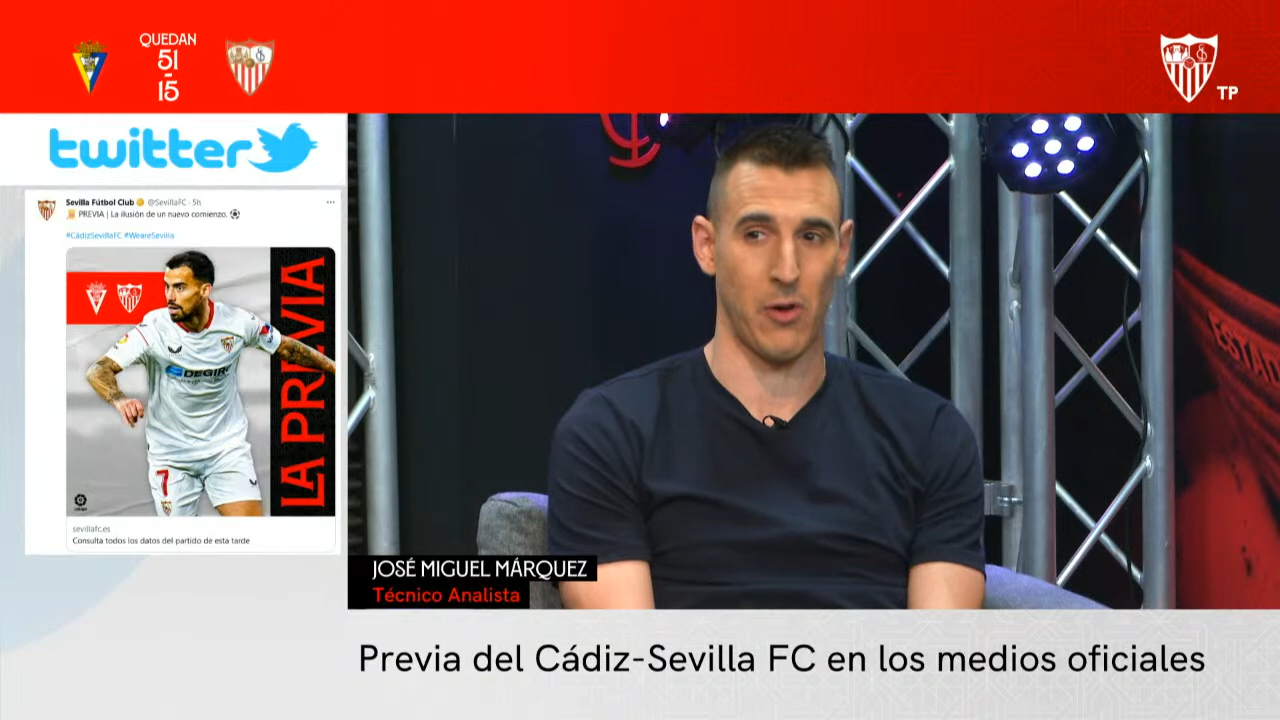 QUEDAN
51
-
15
TP
twitter
Sevilla Fútbol Club @SevillaFC · 5h
PREVIA | La ilusión de un nuevo comienzo.
#CádizSevillaFC #WeareSevilla
LA PREVIA
DEGIRO
7
sevillafc.es
Consulta todos los datos del partido de esta tarde
ESTAD
JOSÉ MIGUEL MÁRQUEZ
Técnico Analista
Previa del Cádiz-Sevilla FC en los medios oficiales